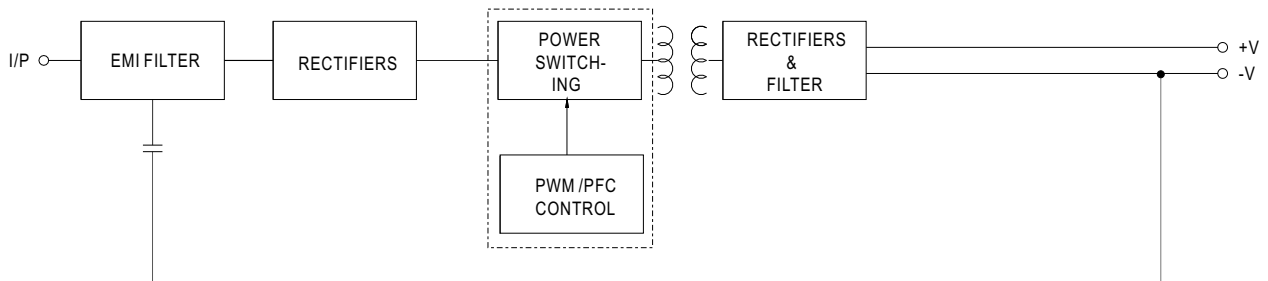 I/P
EMI FILTER
RECTIFIERS
POWER
SWITCH-
ING
RECTIFIERS
&
FILTER
+V
-V
PWM /PFC
CONTROL